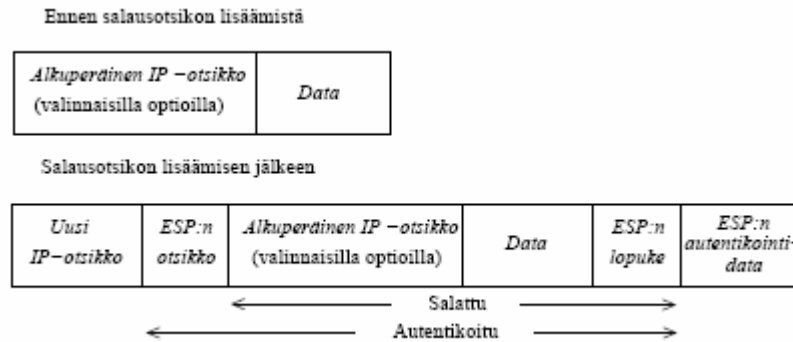 Ennen salausotsikon lisäämistä
Alkuperäinen IP −otsikko
(valinnaisilla optioilla)
Data
Salausotsikon lisäämisen jälkeen
Uusi
IP−otsikko
ESP:n
otsikko
Alkuperäinen IP −otsikko
(valinnaisilla optioilla)
Data
ESP:n
lopuke
ESP:n
autentikointi-
data
Salattu
Autentikoitu